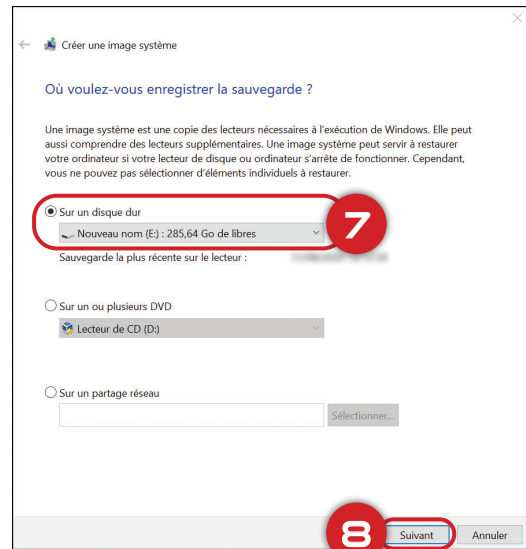 Créer une image système
Où voulez-vous enregistrer la sauvegarde ?
Une image système est une copie des lecteurs nécessaires à l'exécution de Windows. Elle peut
aussi comprendre des lecteurs supplémentaires. Une image système peut servir à restaurer
votre ordinateur si votre lecteur de disque ou ordinateur s'arrête de fonctionner. Cependant,
vous ne pouvez pas sélectionner d'éléments individuels à restaurer.
Sur un disque dur
Nouveau nom (E:) : 285,64 Go de libres
7
Sauvegarde la plus récente sur le lecteur :
Sur un ou plusieurs DVD
Lecteur de CD (D:)
Sur un partage réseau
Sélectionner...
8
Suivant
Annuler